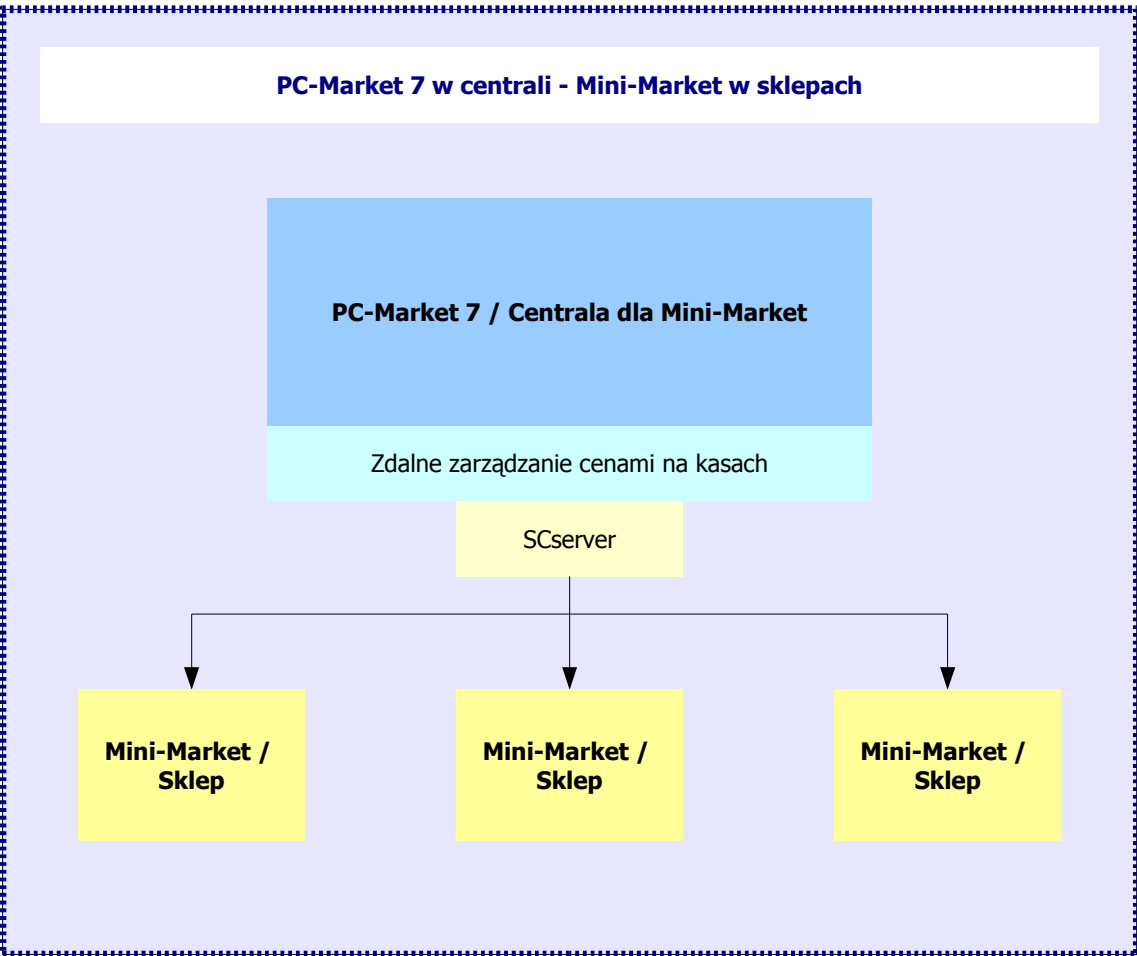 PC-Market 7 w centrali - Mini-Market w sklepach
PC-Market 7 / Centrala dla Mini-Market
Zdalne zarządzanie cenami na kasach
SCserver
Mini-Market /
Sklep
Mini-Market /
Sklep
Mini-Market /
Sklep